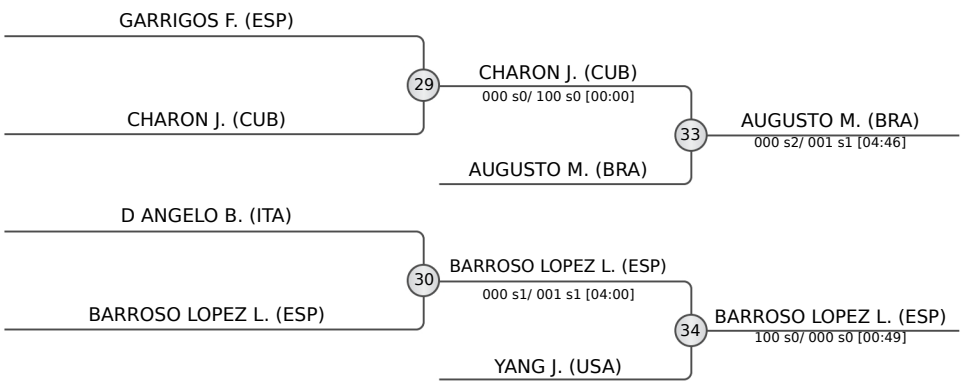 GARRIGOS F. (ESP)
29
CHARON J. (CUB)
CHARON J. (CUB)
000 s0/ 100 s0 [00:00]
33
AUGUSTO M. (BRA)
AUGUSTO M. (BRA)
000 s2/ 001 s1 [04:46]
D ANGELO B. (ITA)
30
BARROSO LOPEZ L. (ESP)
BARROSO LOPEZ L. (ESP)
000 s1/ 001 s1 [04:00]
34
YANG J. (USA)
BARROSO LOPEZ L. (ESP)
100 s0/ 000 s0 [00:49]